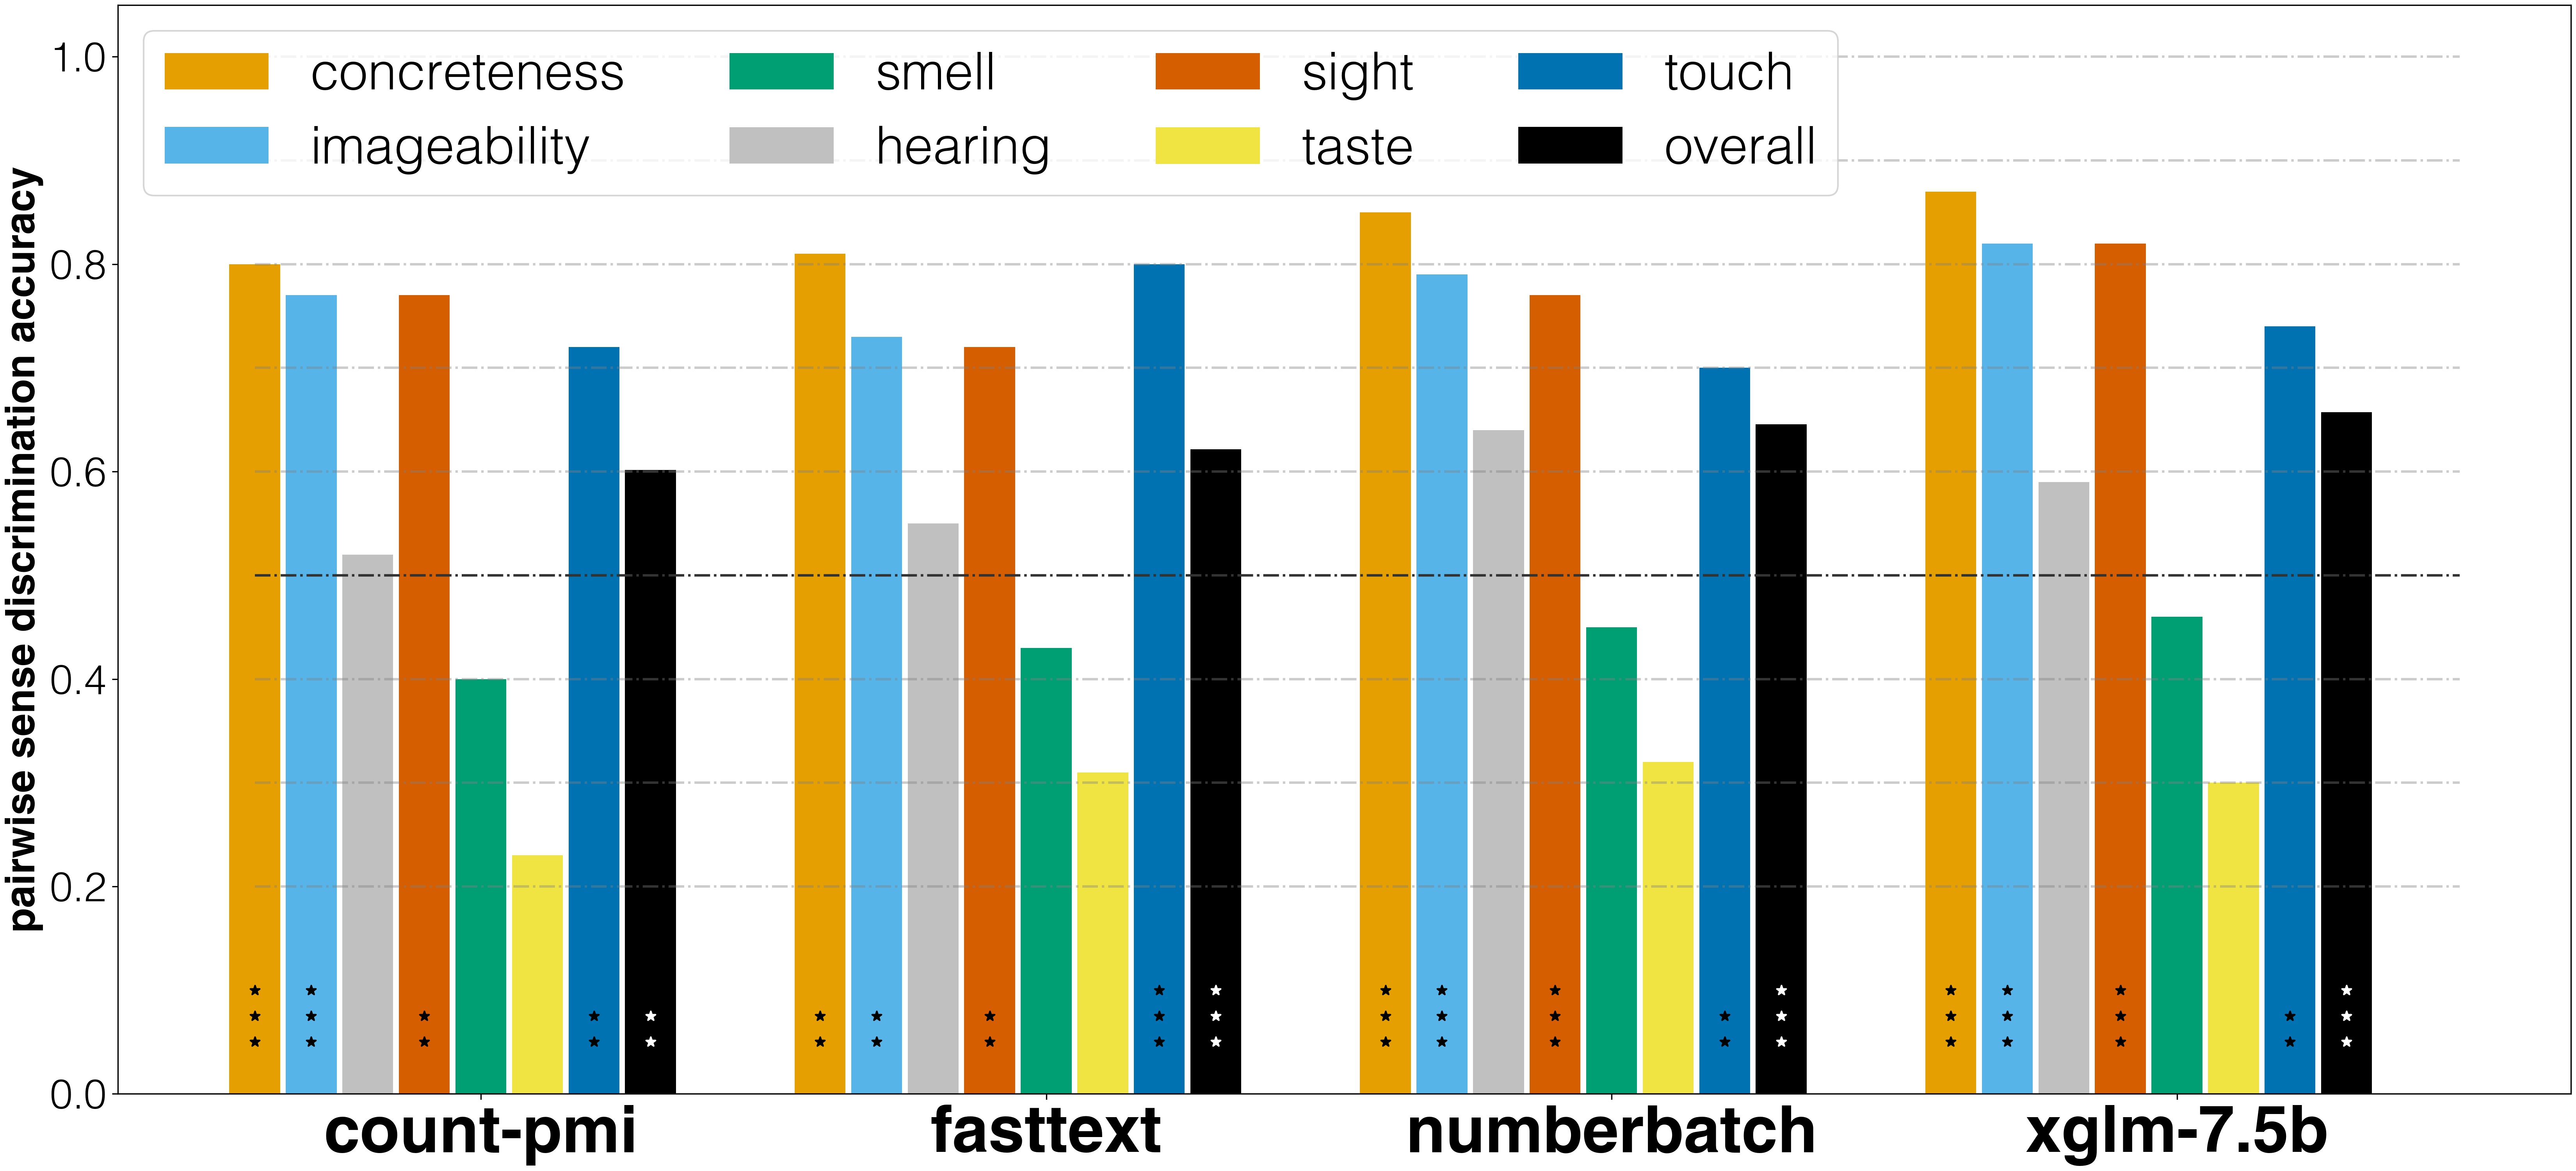 pairwise sense discrimination accuracy
1.0
0.8
0.6
0.4
0.2
0.0
concreteness smell sight touch
imageability hearing taste overall
count-pmi fasttext numberbatch xglm-7.5b